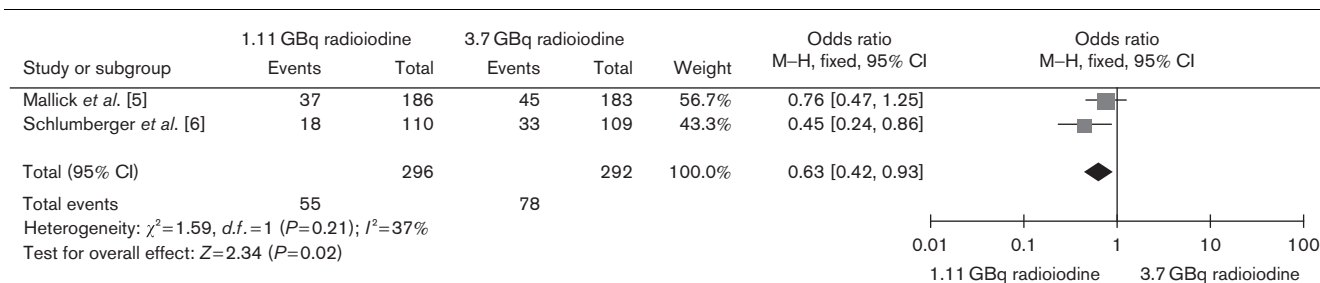 1.11 GBq radioiodine 3.7 GBq radioiodine Odds ratio Odds ratio
Study or subgroup Events Total Events Total Weight M–H, fixed, 95% CI M–H, fixed, 95% CI
Mallick et al. [5] 37 186 45 183 56.7% 0.76 [0.47, 1.25]
Schlumberger et al. [6] 18 110 33 109 43.3% 0.45 [0.24, 0.86]
Total (95% CI) 296 292 100.0% 0.63 [0.42, 0.93]
Total events 55 78
Heterogeneity: χ²=1.59, d.f.=1 (P=0.21); I²=37%
Test for overall effect: Z=2.34 (P=0.02)
0.01 0.1 1 10 100
1.11 GBq radioiodine 3.7 GBq radioiodine